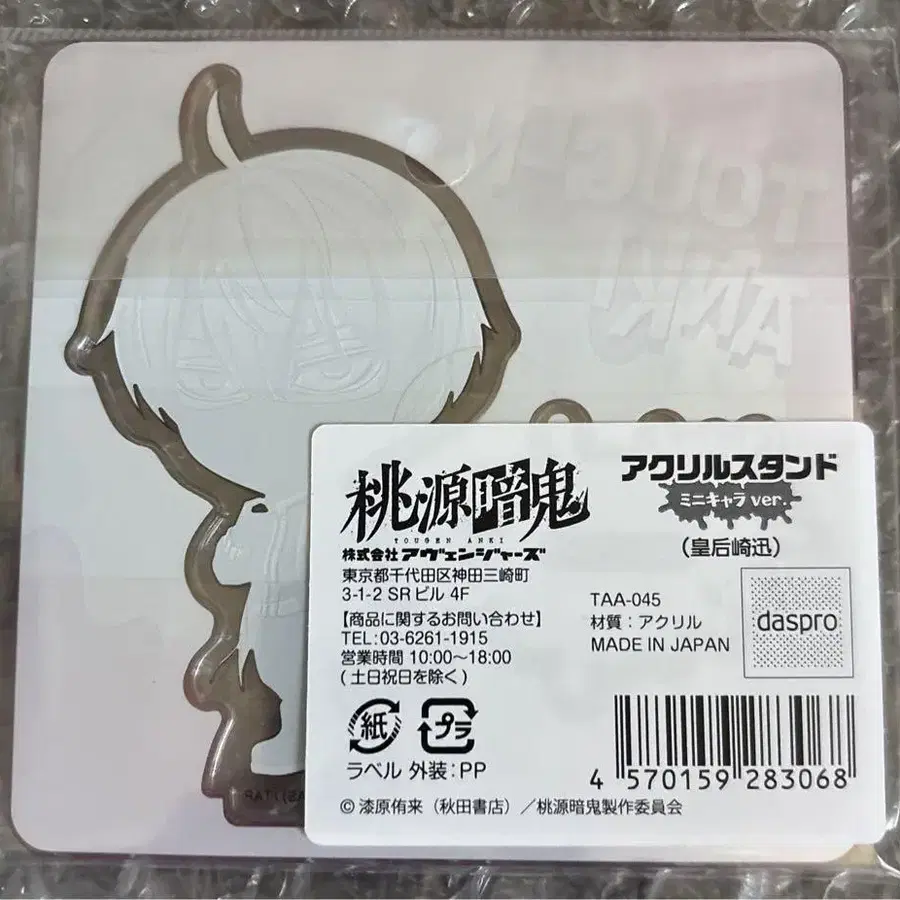 TOUGEN
ANKI
桃源暗鬼
TOUGEN ANKI
株式会社アヴェンジャーズ
東京都千代田区神田三崎町
3-1-2 SRビル 4F
【商品に関するお問い合わせ】
TEL:03-6261-1915
営業時間 10:00～18:00
(土日祝日を除く)
紙 プラ
ラベル 外装:PP
アクリルスタンド
ミニキャラ ver.
(皇后崎迅)
TAA-045
材質：アクリル
MADE IN JAPAN
daspro
4 570159 283068
© 漆原侑来（秋田書店）／桃源暗鬼製作委員会